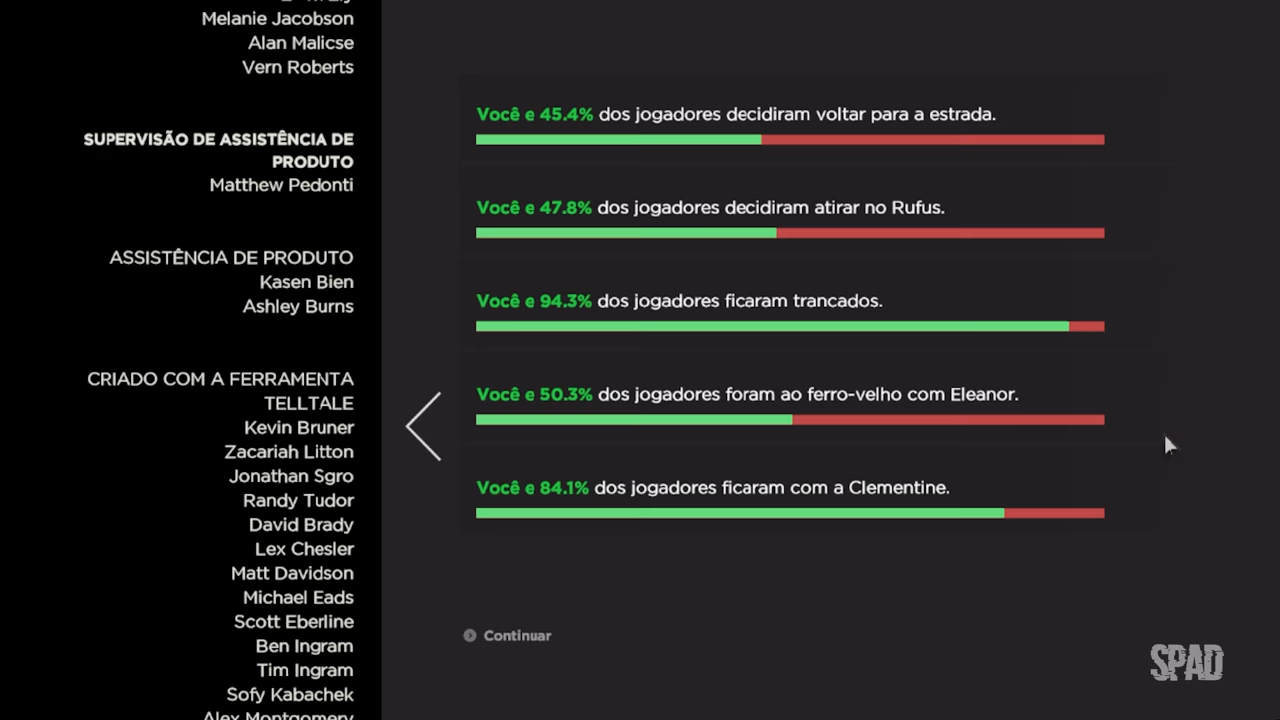 Melanie Jacobson
Alan Malicse
Vern Roberts
SUPERVISÃO DE ASSISTÊNCIA DE
PRODUTO
Matthew Pedonti
ASSISTÊNCIA DE PRODUTO
Kasen Bien
Ashley Burns
CRIADO COM A FERRAMENTA
TELLTALE
Kevin Bruner
Zacariah Litton
Jonathan Sgro
Randy Tudor
David Brady
Lex Chesler
Matt Davidson
Michael Eads
Scott Eberline
Ben Ingram
Tim Ingram
Sofy Kabachek
Alex Montgomery
Você e 45.4% dos jogadores decidiram voltar para a estrada.
Você e 47.8% dos jogadores decidiram atirar no Rufus.
Você e 94.3% dos jogadores ficaram trancados.
Você e 50.3% dos jogadores foram ao ferro-velho com Eleanor.
Você e 84.1% dos jogadores ficaram com a Clementine.
Continuar
SPAD